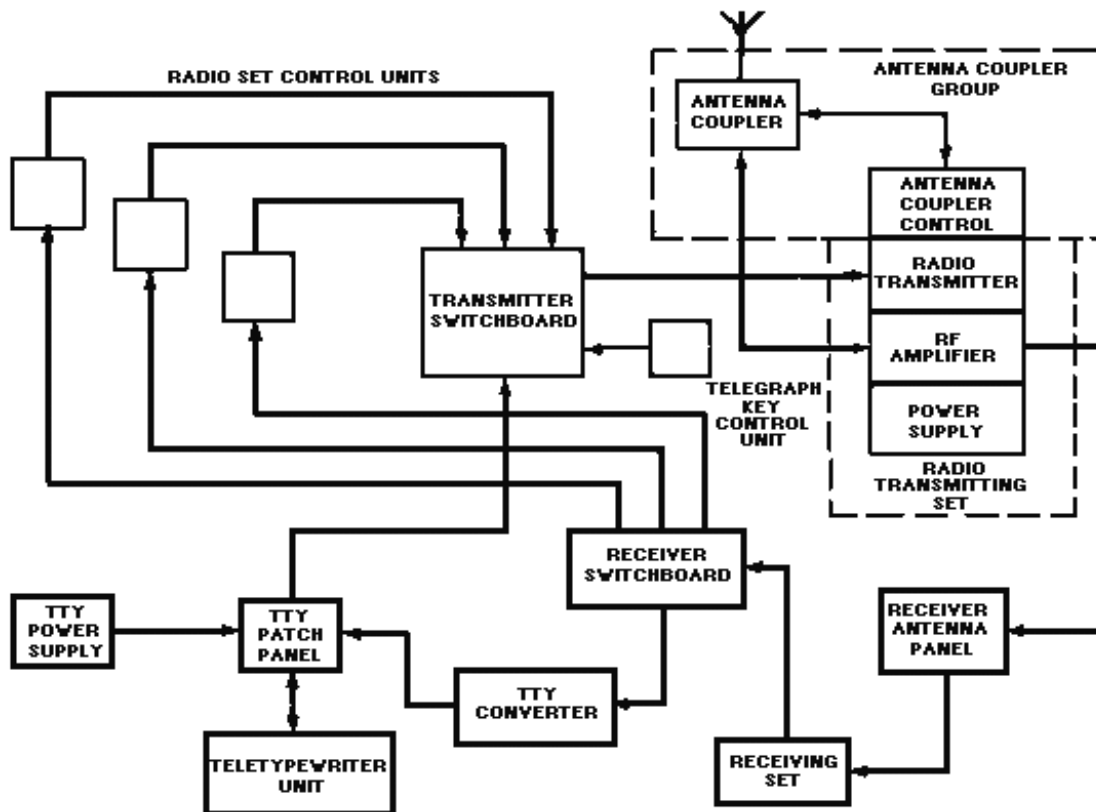 RADIO SET CONTROL UNITS
ANTENNA COUPLER
GROUP
ANTENNA
COUPLER
ANTENNA
COUPLER
CONTROL
RADIO
TRANSMITTER
RF
AMPLIFIER
POWER
SUPPLY
RADIO
TRANSMITTING
SET
TRANSMITTER
SWITCHBOARD
TELEGRAPH
KEY
CONTROL
UNIT
RECEIVER
SWITCHBOARD
RECEIVER
ANTENNA
PANEL
TTY
POWER
SUPPLY
TTY
PATCH
PANEL
TTY
CONVERTER
TELETYPEWRITER
UNIT
RECEIVING
SET